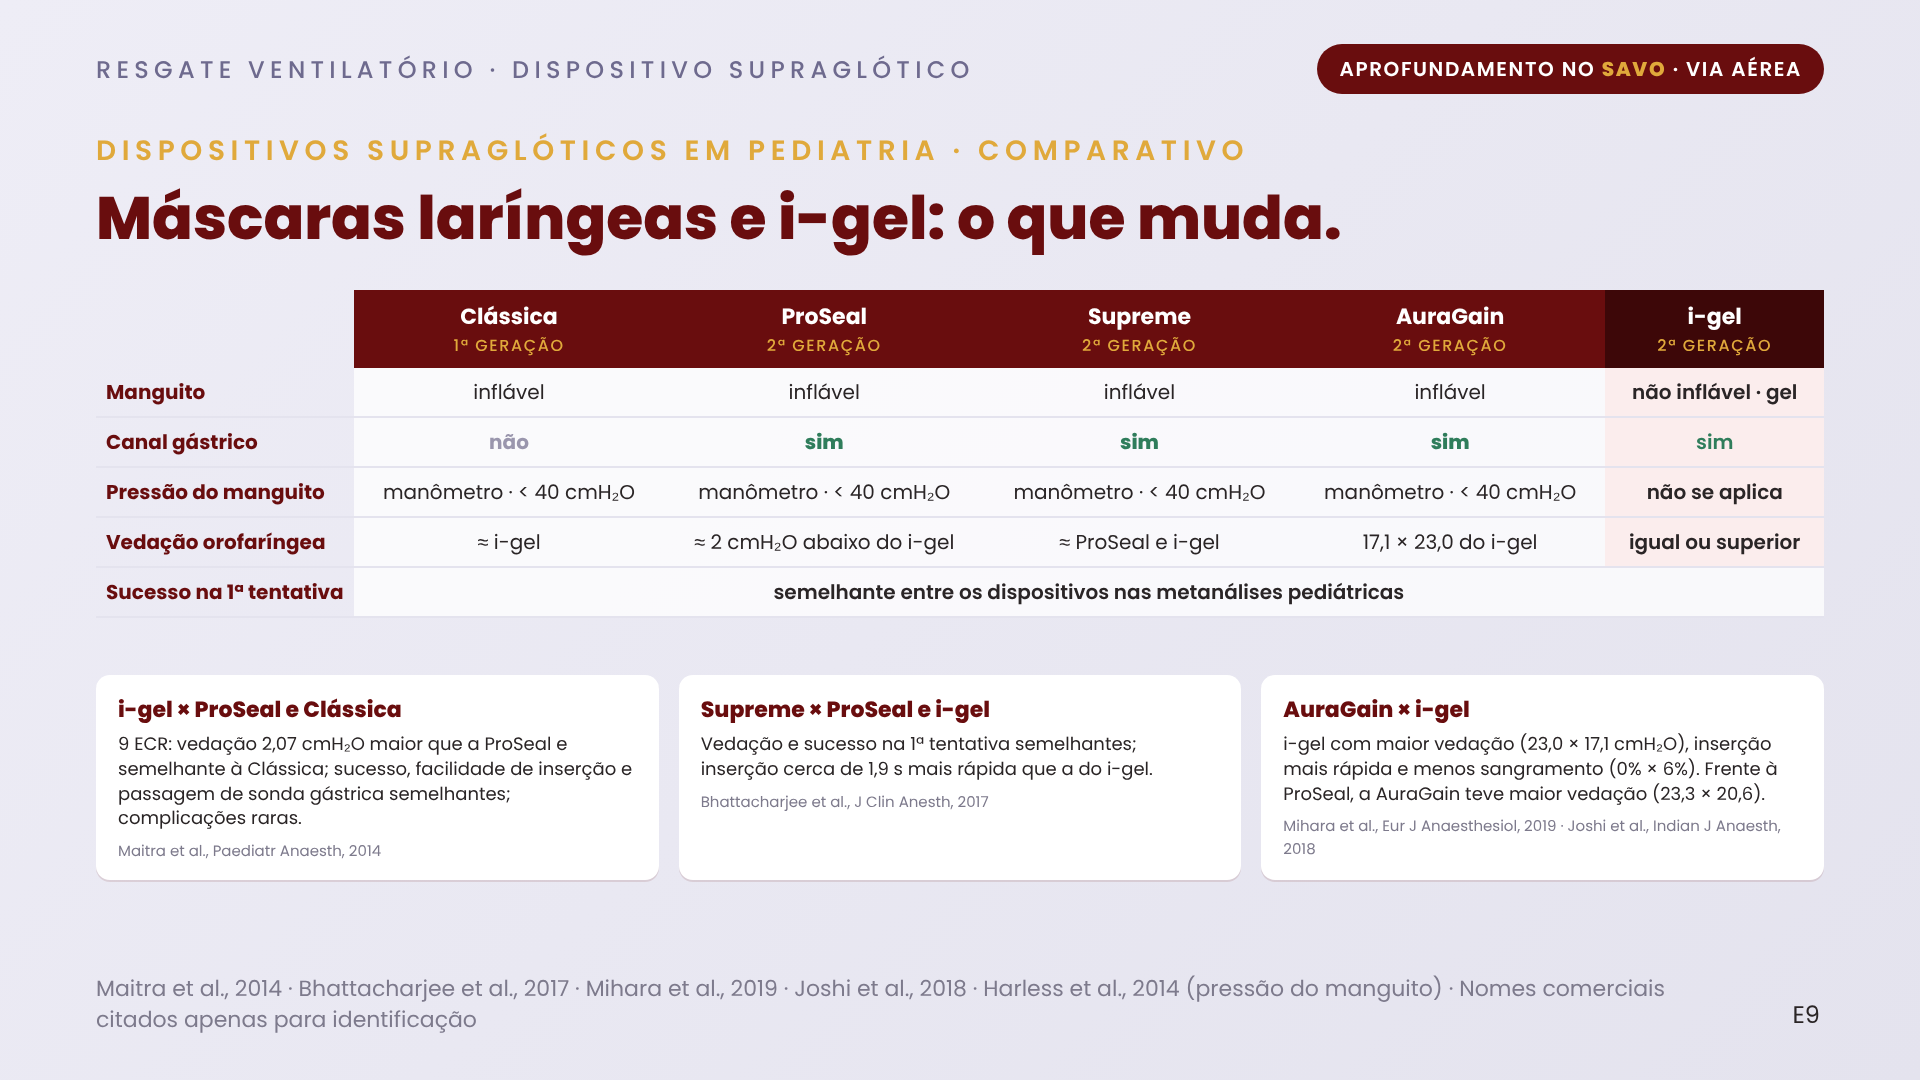 RESGATE VENTILATÓRIO · DISPOSITIVO SUPRAGLÓTICO
APROFUNDAMENTO NO SAVO · VIA AÉREA
DISPOSITIVOS SUPRAGLÓTICOS EM PEDIATRIA · COMPARATIVO
Máscaras laríngeas e i-gel: o que muda.
Clássica ProSeal Supreme AuraGain i-gel
1ª GERAÇÃO 2ª GERAÇÃO 2ª GERAÇÃO 2ª GERAÇÃO 2ª GERAÇÃO
Manguito inflável inflável inflável inflável não inflável · gel
Canal gástrico não sim sim sim sim
Pressão do manguito manômetro · < 40 cmH₂O manômetro · < 40 cmH₂O manômetro · < 40 cmH₂O manômetro · < 40 cmH₂O não se aplica
Vedação orofaríngea ≈ i-gel ≈ 2 cmH₂O abaixo do i-gel ≈ ProSeal e i-gel 17,1 × 23,0 do i-gel igual ou superior
Sucesso na 1ª tentativa semelhante entre os dispositivos nas metanálises pediátricas
i-gel × ProSeal e Clássica
9 ECR: vedação 2,07 cmH₂O maior que a ProSeal e
semelhante à Clássica; sucesso, facilidade de inserção e
passagem de sonda gástrica semelhantes;
complicações raras.
Maitra et al., Paediatr Anaesth, 2014
Supreme × ProSeal e i-gel
Vedação e sucesso na 1ª tentativa semelhantes;
inserção cerca de 1,9 s mais rápida que a do i-gel.
Bhattacharjee et al., J Clin Anesth, 2017
AuraGain × i-gel
i-gel com maior vedação (23,0 × 17,1 cmH₂O), inserção
mais rápida e menos sangramento (0% × 6%). Frente à
ProSeal, a AuraGain teve maior vedação (23,3 × 20,6).
Mihara et al., Eur J Anaesthesiol, 2019 · Joshi et al., Indian J Anaesth,
2018
Maitra et al., 2014 · Bhattacharjee et al., 2017 · Mihara et al., 2019 · Joshi et al., 2018 · Harless et al., 2014 (pressão do manguito) · Nomes comerciais
citados apenas para identificação
E9